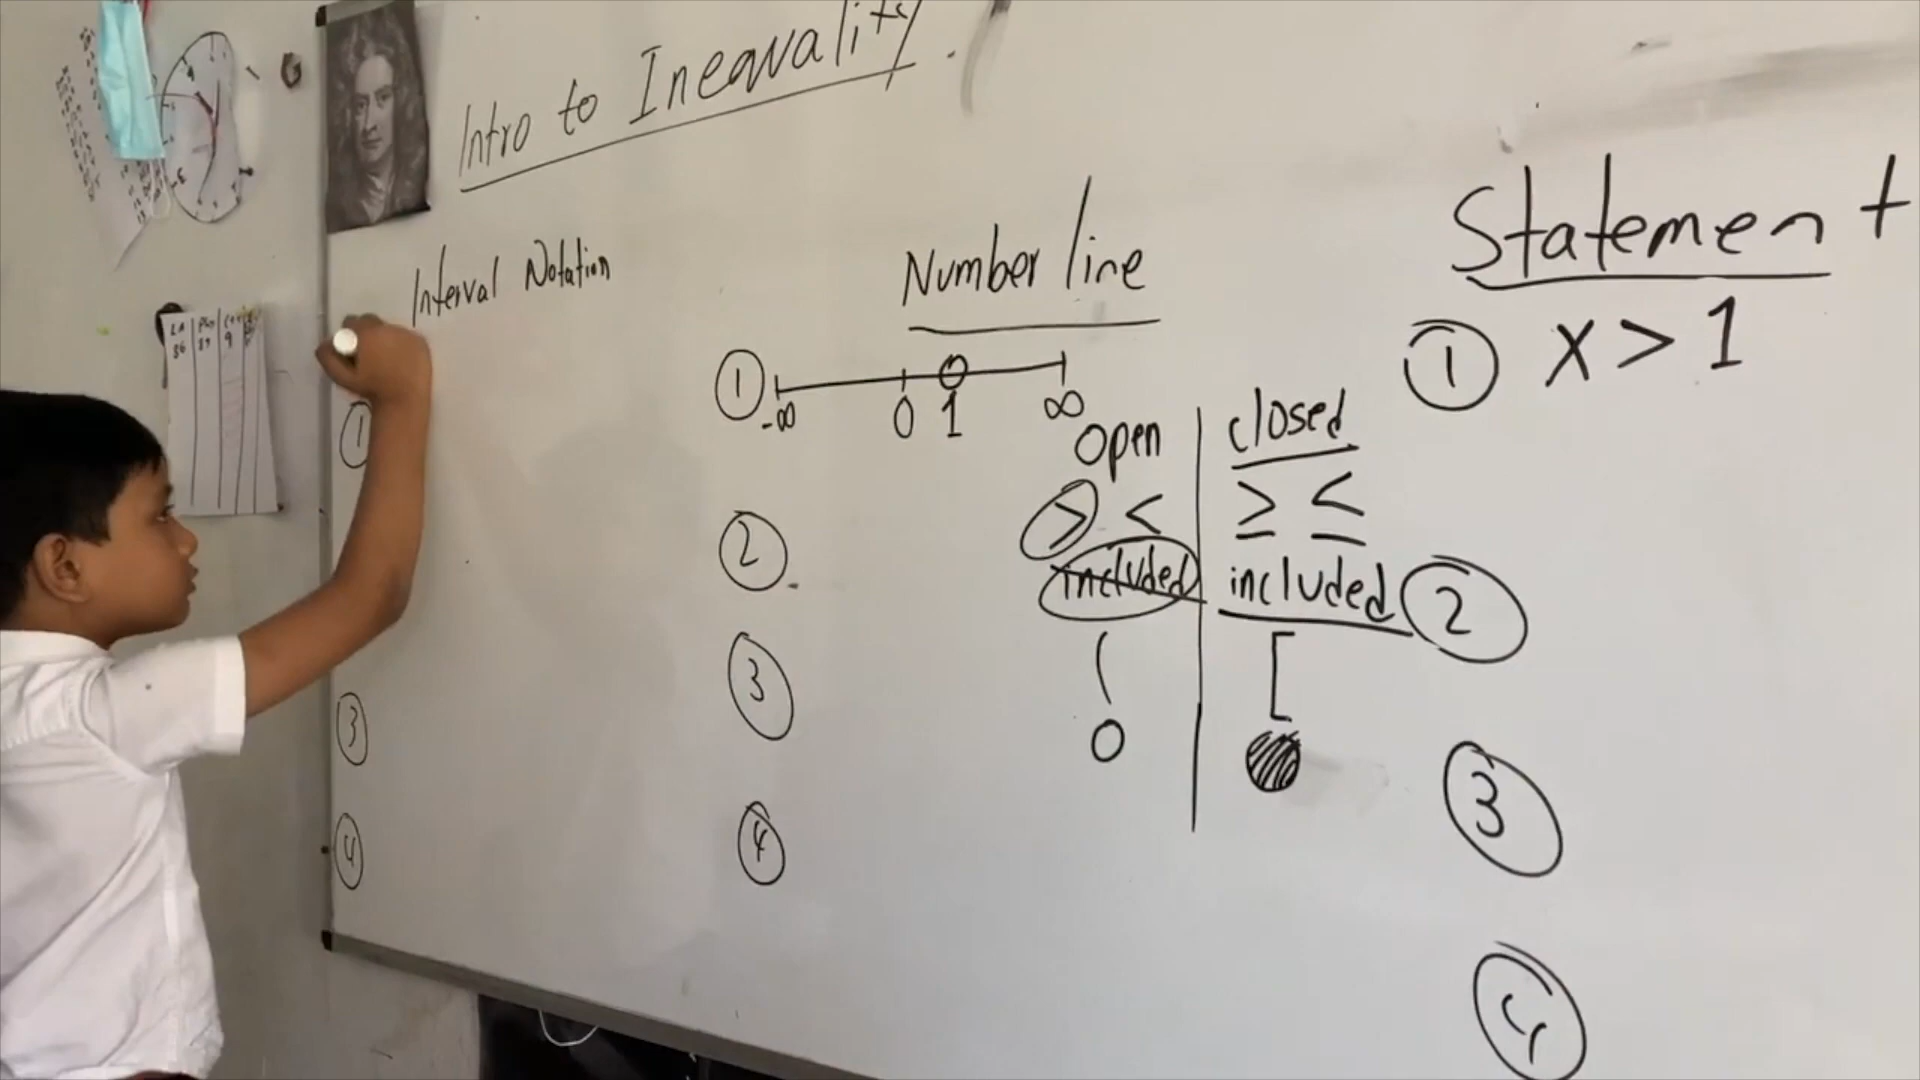 Intro to Inequality.
Interval Notation
①
③
④
Number line
①
-∞ 0 1 ∞
②
③
④
Open closed
> < ≥ ≤
included included
( [
Statement
① x > 1
②
③
④